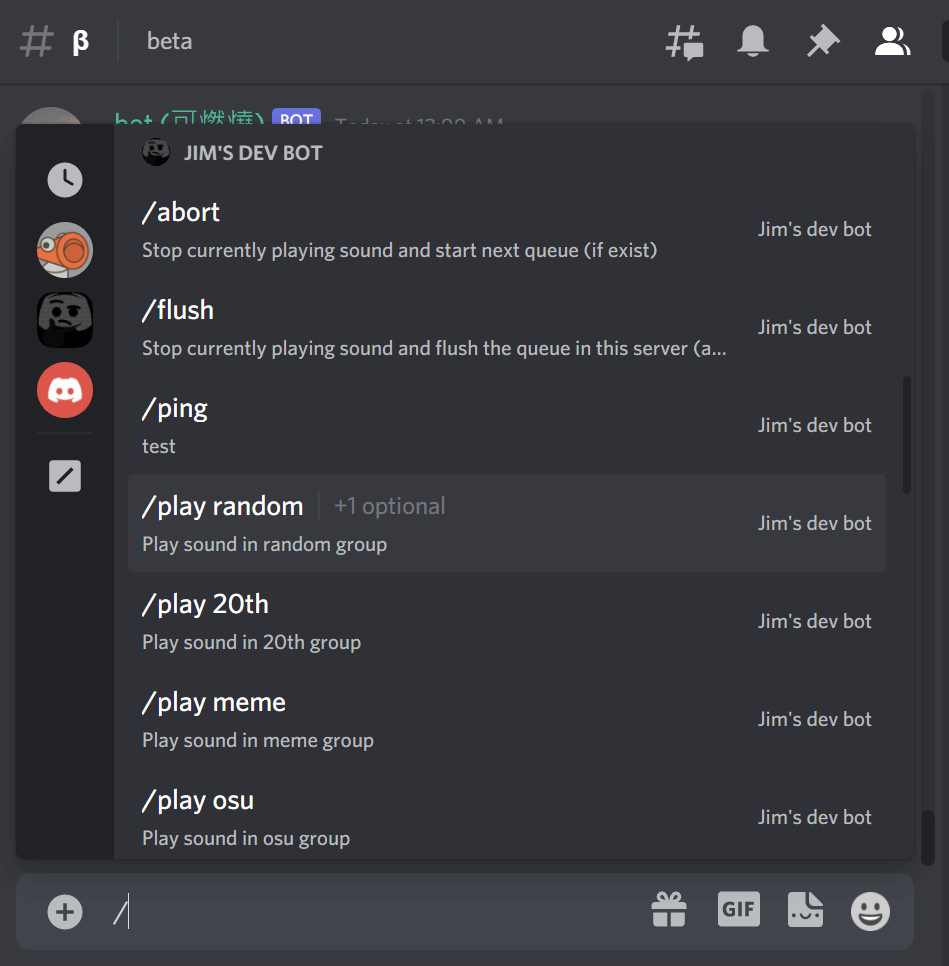 β beta
bot (可燃燒) BOT Today at 12:00 AM
JIM'S DEV BOT
/abort
Jim's dev bot
Stop currently playing sound and start next queue (if exist)
/flush
Jim's dev bot
Stop currently playing sound and flush the queue in this server (a...
/ping
Jim's dev bot
test
/play random +1 optional
Jim's dev bot
Play sound in random group
/play 20th
Jim's dev bot
Play sound in 20th group
/play meme
Jim's dev bot
Play sound in meme group
/play osu
Jim's dev bot
Play sound in osu group
/
GIF